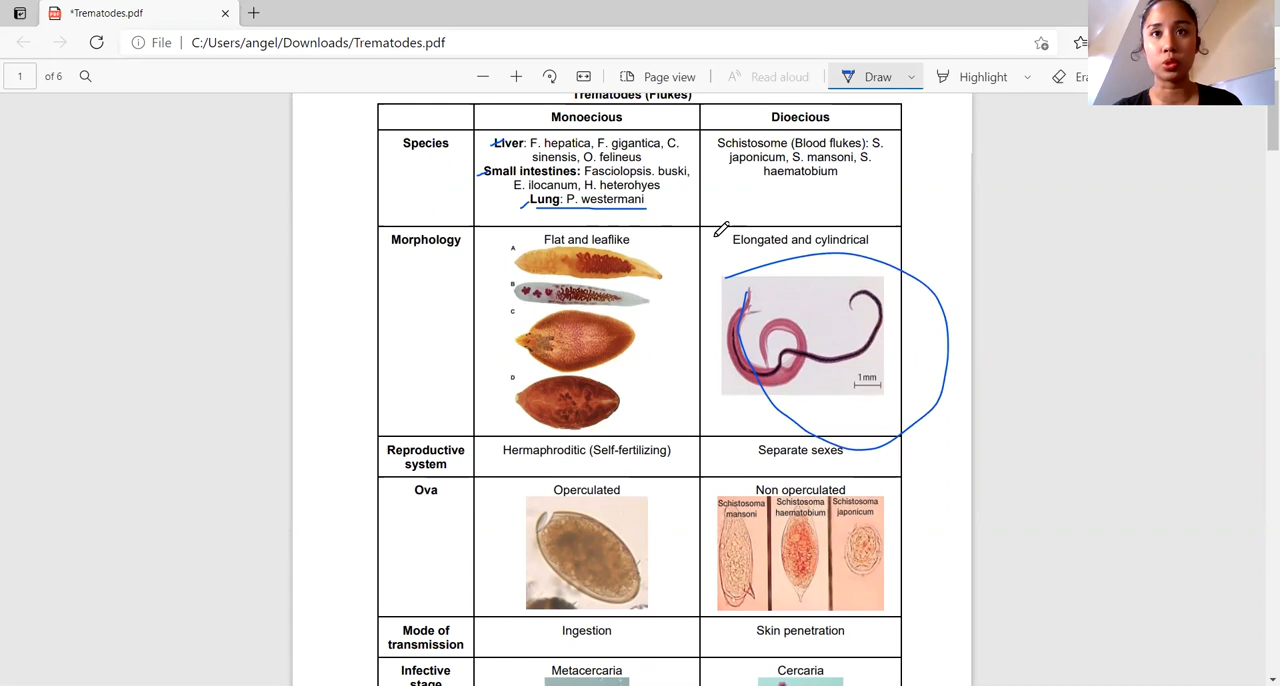 *Trematodes.pdf
File | C:/Users/angel/Downloads/Trematodes.pdf
1 of 6
Page view
Read aloud
Draw
Highlight
Era
Trematodes (Flukes)
Monoecious
Dioecious
Species
Liver: F. hepatica, F. gigantica, C.
sinensis, O. felineus
Small intestines: Fasciolopsis. buski,
E. ilocanum, H. heterohyes
Lung: P. westermani
Schistosome (Blood flukes): S.
japonicum, S. mansoni, S.
haematobium
Morphology
Flat and leaflike
A
B
C
D
Elongated and cylindrical
1 mm
Reproductive
system
Hermaphroditic (Self-fertilizing)
Separate sexes
Ova
Operculated
Non operculated
Schistosoma
mansoni
Schistosoma
haematobium
Schistosoma
japonicum
Mode of
transmission
Ingestion
Skin penetration
Infective
stage
Metacercaria
Cercaria